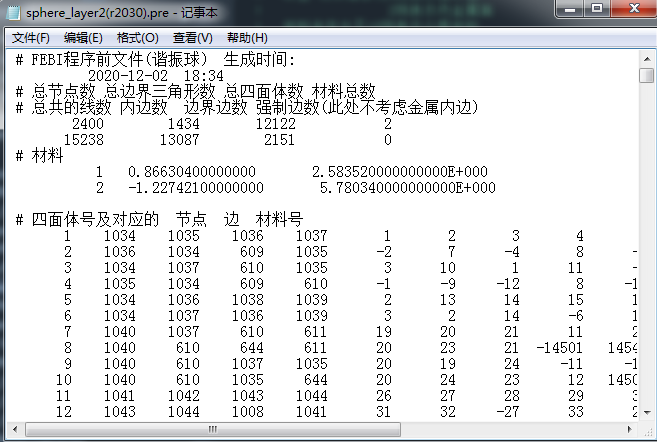 sphere_layer2(r2030).pre - 记事本
文件(F) 编辑(E) 格式(O) 查看(V) 帮助(H)
# FEBI程序前文件(谐振球) 生成时间:
2020-12-02 18:34
# 总节点数 总边界三角形数 总四面体数 材料总数
# 总共的线数 内边数 边界边数 强制边数(此处不考虑金属内边)
2400 1434 12122 2
15238 13087 2151 0
# 材料
1 0.86630400000000 2.583520000000000E+000
2 -1.22742100000000 5.780340000000000E+000
# 四面体号及对应的 节点 边 材料号
1 1034 1035 1036 1037 1 2 3 4
2 1036 1034 609 1035 -2 7 -4 8 -
3 1034 1037 610 1035 3 10 1 11 -
4 1035 1034 609 610 -1 -9 -12 8 -1
5 1034 1036 1038 1039 2 13 14 15 1
6 1034 1037 1036 1039 3 2 14 -6 1
7 1040 1037 610 611 19 20 21 11 2
8 1040 610 644 611 20 23 21 -14501 1454
9 1040 610 1037 1035 20 19 24 -11 -1
10 1040 610 1035 644 20 24 23 12 1450
11 1041 1042 1043 1044 26 27 28 29 3
12 1043 1044 1008 1041 31 32 -27 33 2